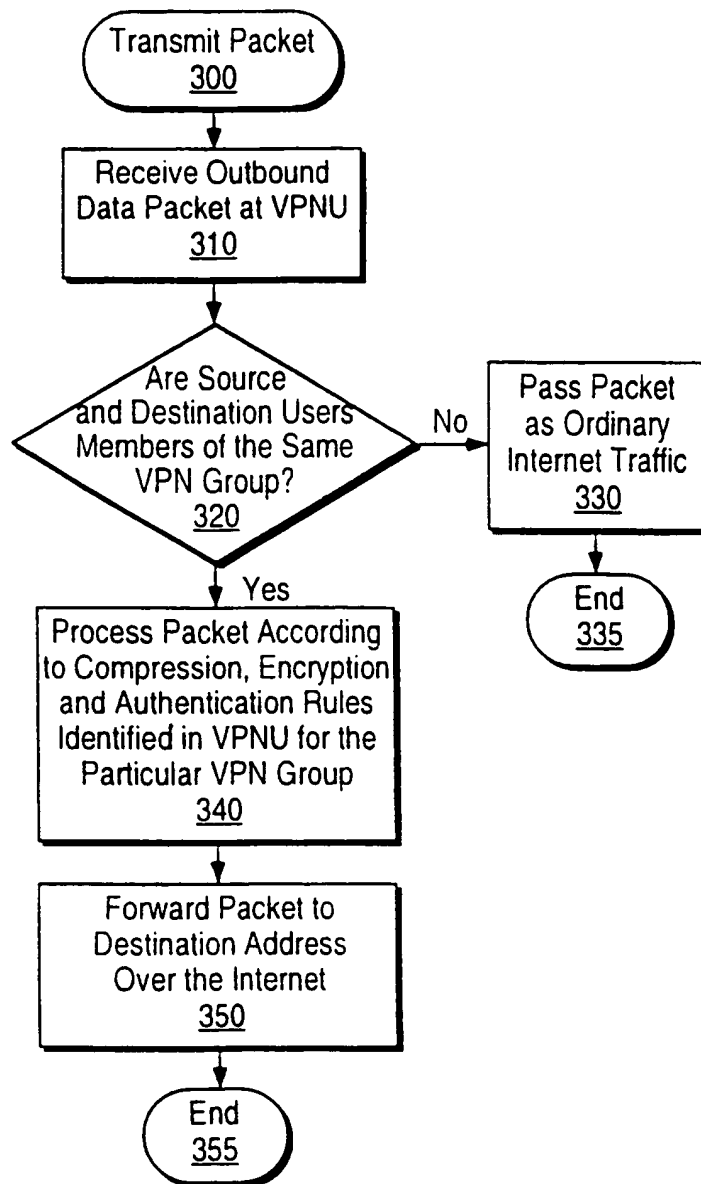 Transmit Packet
300
Receive Outbound
Data Packet at VPNU
310
Are Source
and Destination Users
Members of the Same
VPN Group?
320
No
Pass Packet
as Ordinary
Internet Traffic
330
End
335
Yes
Process Packet According
to Compression, Encryption
and Authentication Rules
Identified in VPNU for the
Particular VPN Group
340
Forward Packet to
Destination Address
Over the Internet
350
End
355